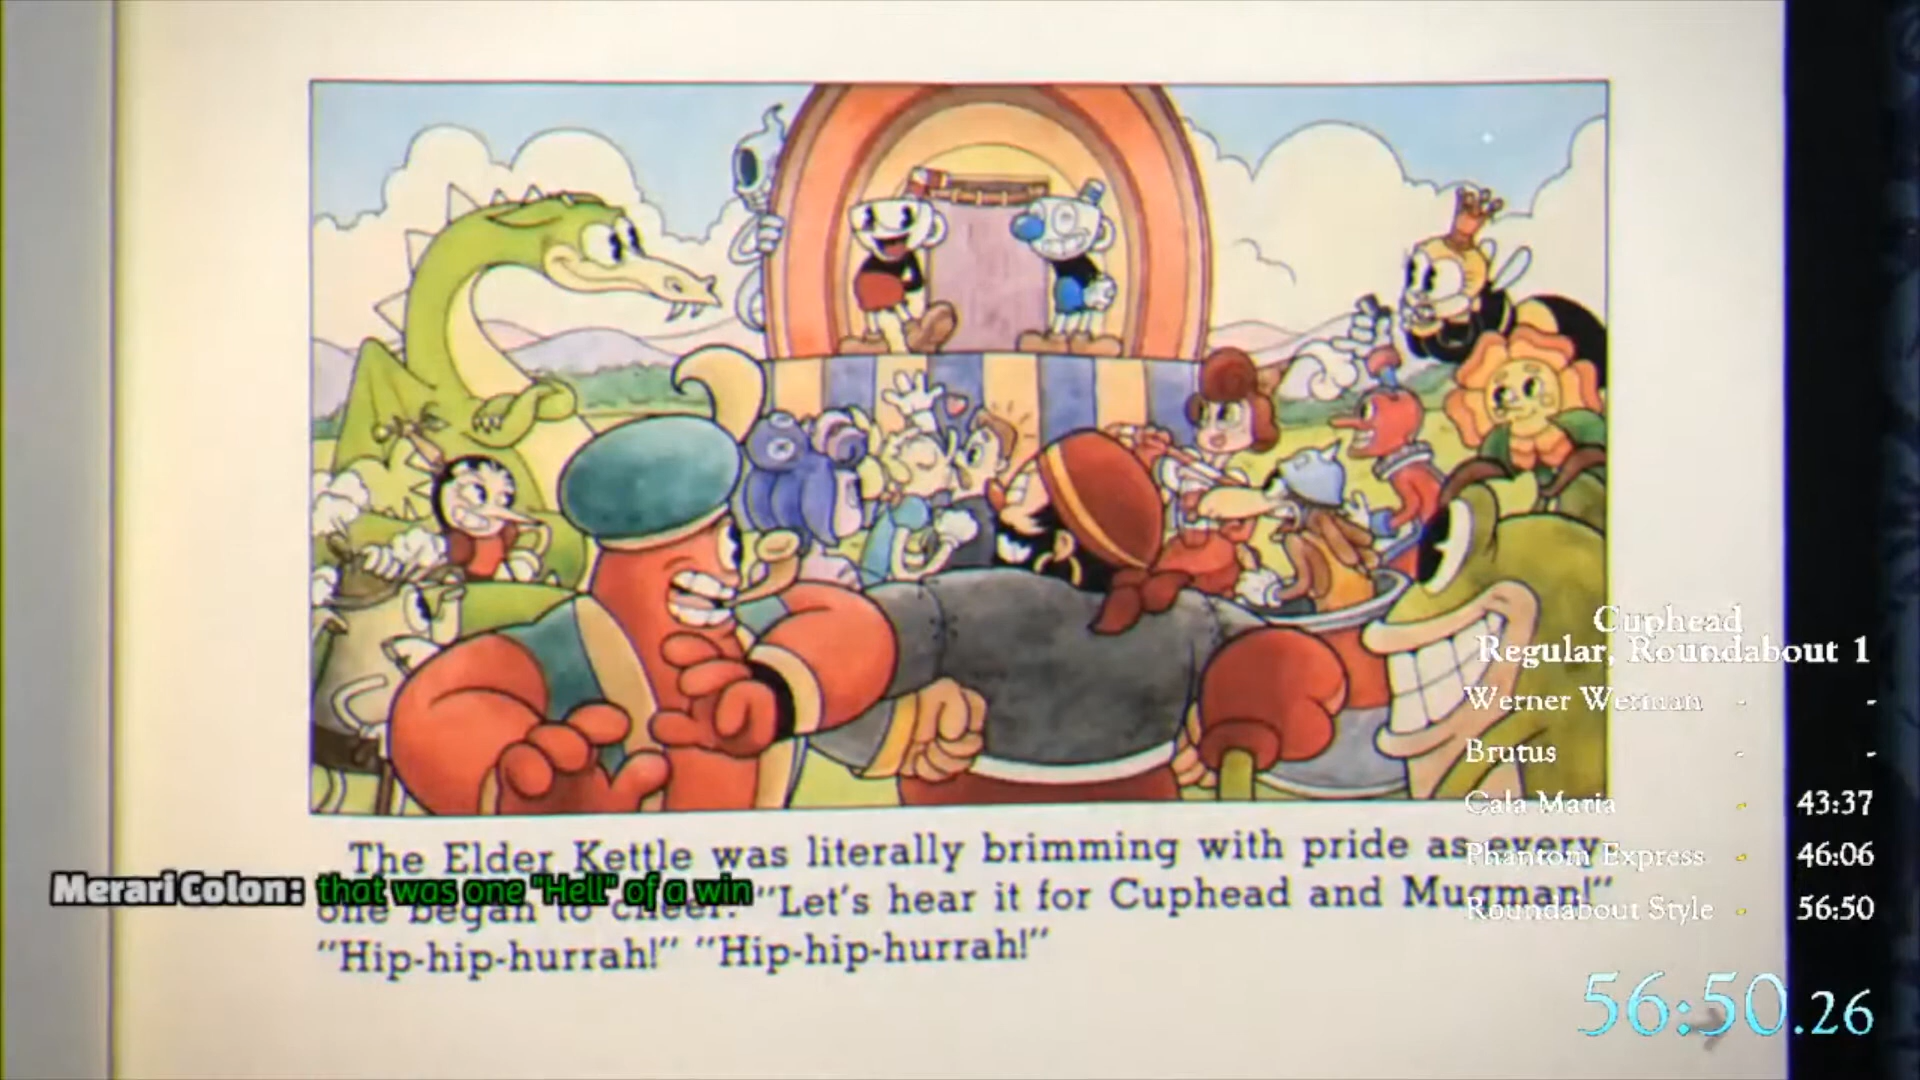 Cuphead
Regular, Roundabout 1
Werner Werman - -
Brutus - -
Cala Maria - 43:37
Phantom Express - 46:06
Roundabout Style - 56:50
56:50.26
The Elder Kettle was literally brimming with pride as every
one began to cheer. "Let's hear it for Cuphead and Mugman!"
"Hip-hip-hurrah!" "Hip-hip-hurrah!"
Merari Colon: that was one "Hell" of a win